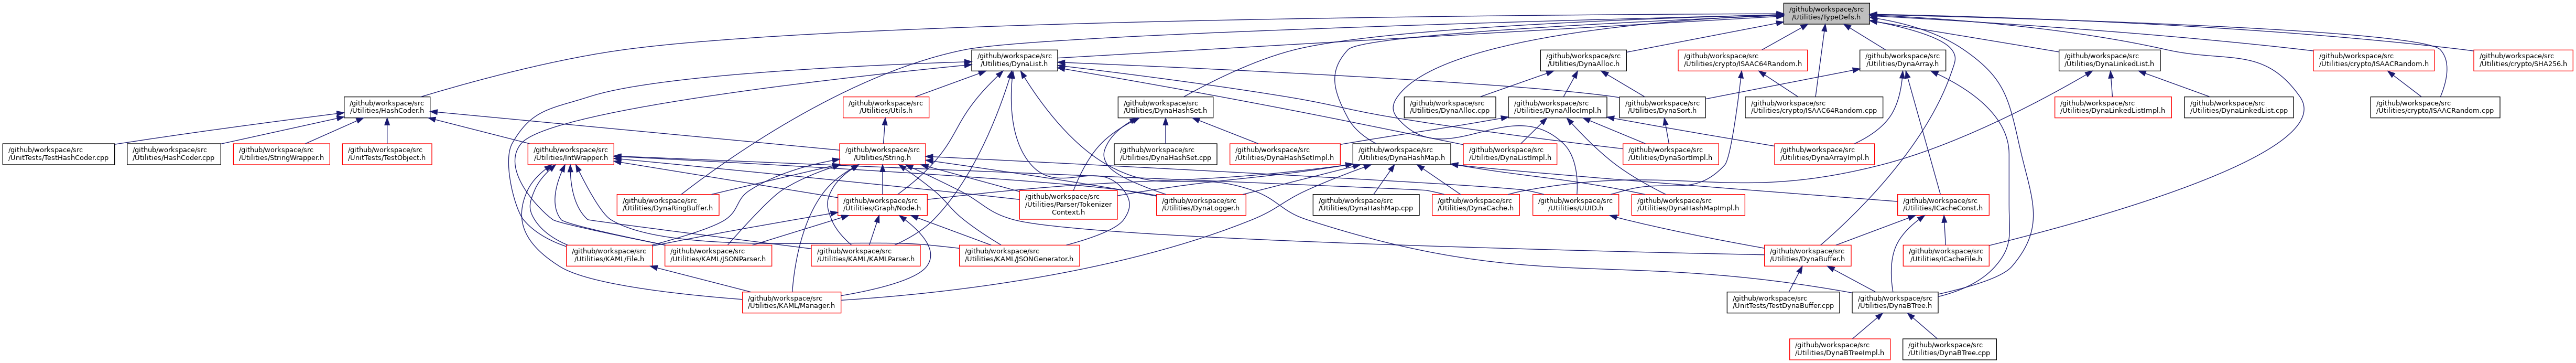 /github/workspace/src
/Utilities/TypeDefs.h
/github/workspace/src
/Utilities/DynaList.h
/github/workspace/src
/Utilities/DynaAlloc.h
/github/workspace/src
/Utilities/crypto/ISAAC64Random.h
/github/workspace/src
/Utilities/DynaArray.h
/github/workspace/src
/Utilities/DynaLinkedList.h
/github/workspace/src
/Utilities/crypto/ISAACRandom.h
/github/workspace/src
/Utilities/crypto/SHA256.h
/github/workspace/src
/Utilities/HashCoder.h
/github/workspace/src
/Utilities/Utils.h
/github/workspace/src
/Utilities/DynaHashSet.h
/github/workspace/src
/Utilities/DynaAlloc.cpp
/github/workspace/src
/Utilities/DynaAllocImpl.h
/github/workspace/src
/Utilities/DynaSort.h
/github/workspace/src
/Utilities/crypto/ISAAC64Random.cpp
/github/workspace/src
/Utilities/DynaLinkedListImpl.h
/github/workspace/src
/Utilities/DynaLinkedList.cpp
/github/workspace/src
/Utilities/crypto/ISAACRandom.cpp
/github/workspace/src
/UnitTests/TestHashCoder.cpp
/github/workspace/src
/Utilities/HashCoder.cpp
/github/workspace/src
/Utilities/StringWrapper.h
/github/workspace/src
/UnitTests/TestObject.h
/github/workspace/src
/Utilities/IntWrapper.h
/github/workspace/src
/Utilities/String.h
/github/workspace/src
/Utilities/DynaHashSet.cpp
/github/workspace/src
/Utilities/DynaHashSetImpl.h
/github/workspace/src
/Utilities/DynaHashMap.h
/github/workspace/src
/Utilities/DynaListImpl.h
/github/workspace/src
/Utilities/DynaSortImpl.h
/github/workspace/src
/Utilities/DynaArrayImpl.h
/github/workspace/src
/Utilities/DynaRingBuffer.h
/github/workspace/src
/Utilities/Graph/Node.h
/github/workspace/src
/Utilities/Parser/Tokenizer
Context.h
/github/workspace/src
/Utilities/DynaLogger.h
/github/workspace/src
/Utilities/DynaHashMap.cpp
/github/workspace/src
/Utilities/DynaCache.h
/github/workspace/src
/Utilities/UUID.h
/github/workspace/src
/Utilities/DynaHashMapImpl.h
/github/workspace/src
/Utilities/ICacheConst.h
/github/workspace/src
/Utilities/KAML/File.h
/github/workspace/src
/Utilities/KAML/JSONParser.h
/github/workspace/src
/Utilities/KAML/KAMLParser.h
/github/workspace/src
/Utilities/KAML/JSONGenerator.h
/github/workspace/src
/Utilities/DynaBuffer.h
/github/workspace/src
/Utilities/ICacheFile.h
/github/workspace/src
/Utilities/KAML/Manager.h
/github/workspace/src
/UnitTests/TestDynaBuffer.cpp
/github/workspace/src
/Utilities/DynaBTree.h
/github/workspace/src
/Utilities/DynaBTreeImpl.h
/github/workspace/src
/Utilities/DynaBTree.cpp